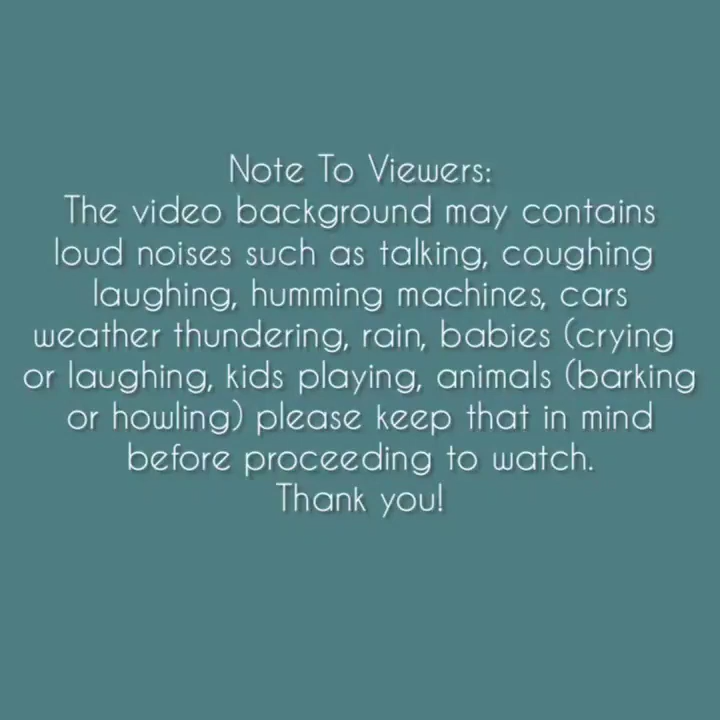 Note To Viewers:
The video background may contains
loud noises such as talking, coughing
laughing, humming machines, cars
weather thundering, rain, babies (crying
or laughing, kids playing, animals (barking
or howling) please keep that in mind
before proceeding to watch.
Thank you!